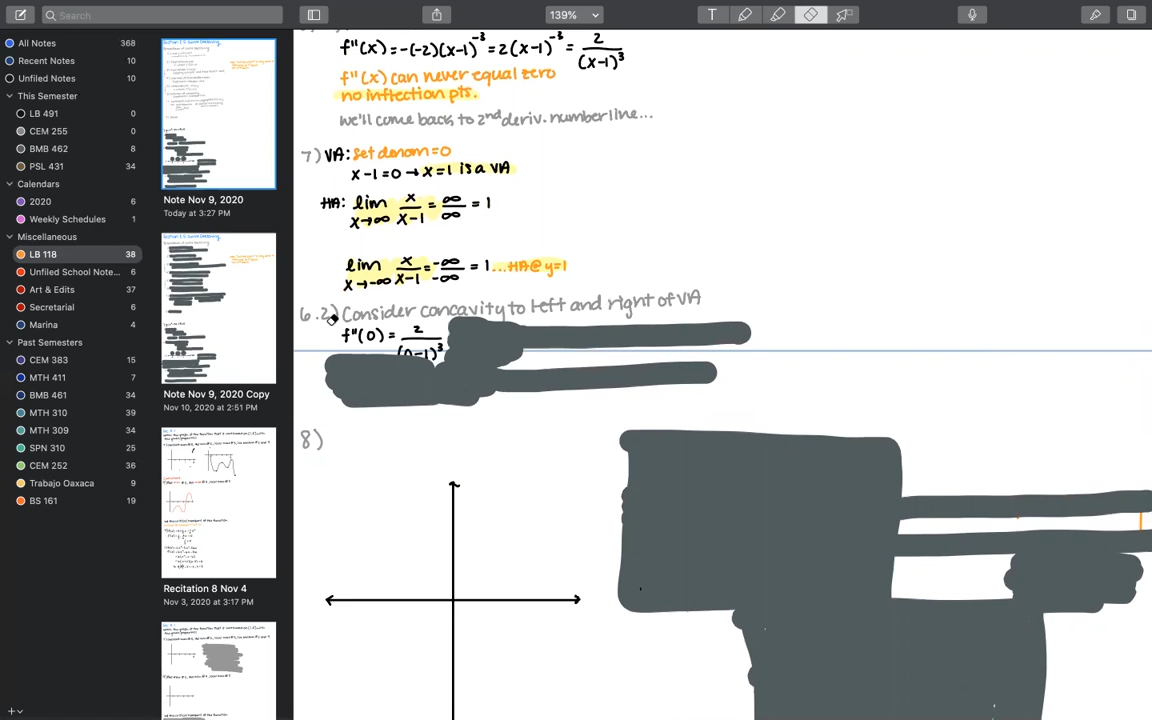 Search
139%
T
All Notes 368
Recent Notes 10
Unfiled Notes 10
This Semester
LB 491 0
CEM 255 0
BMB 462 8
PSL 431 34
Calendars
2020 6
Weekly Schedules 1
Miscellaneous
LB 118 38
Unfiled School Note... 6
Art & Edits 37
Secretarial 6
Marina 4
Past Semesters
CEM 383 15
MTH 411 7
BMB 461 34
MTH 310 39
MTH 309 34
SPN 310 25
CEM 252 36
Trabajo Oaxaca 9
BS 161 19
Note Nov 9, 2020
Today at 3:27 PM
Note Nov 9, 2020 Copy
Nov 10, 2020 at 2:51 PM
Recitation 8 Nov 4
Nov 3, 2020 at 3:17 PM
f"(x)=-(-2)(x-1)⁻³=2(x-1)⁻³= 2/(x-1)³
f"(x) can never equal zero
no inflection pts.
we'll come back to 2nd deriv. number line...
7) VA: set denom=0
x-1=0 → x=1 is a VA
HA: lim x→∞ x/x-1 = ∞/∞ = 1
lim x→-∞ x/x-1 = -∞/-∞ = 1...HA@ y=1
6.2) Consider concavity to left and right of VA
f"(0) = 2/(0-1)³
8)